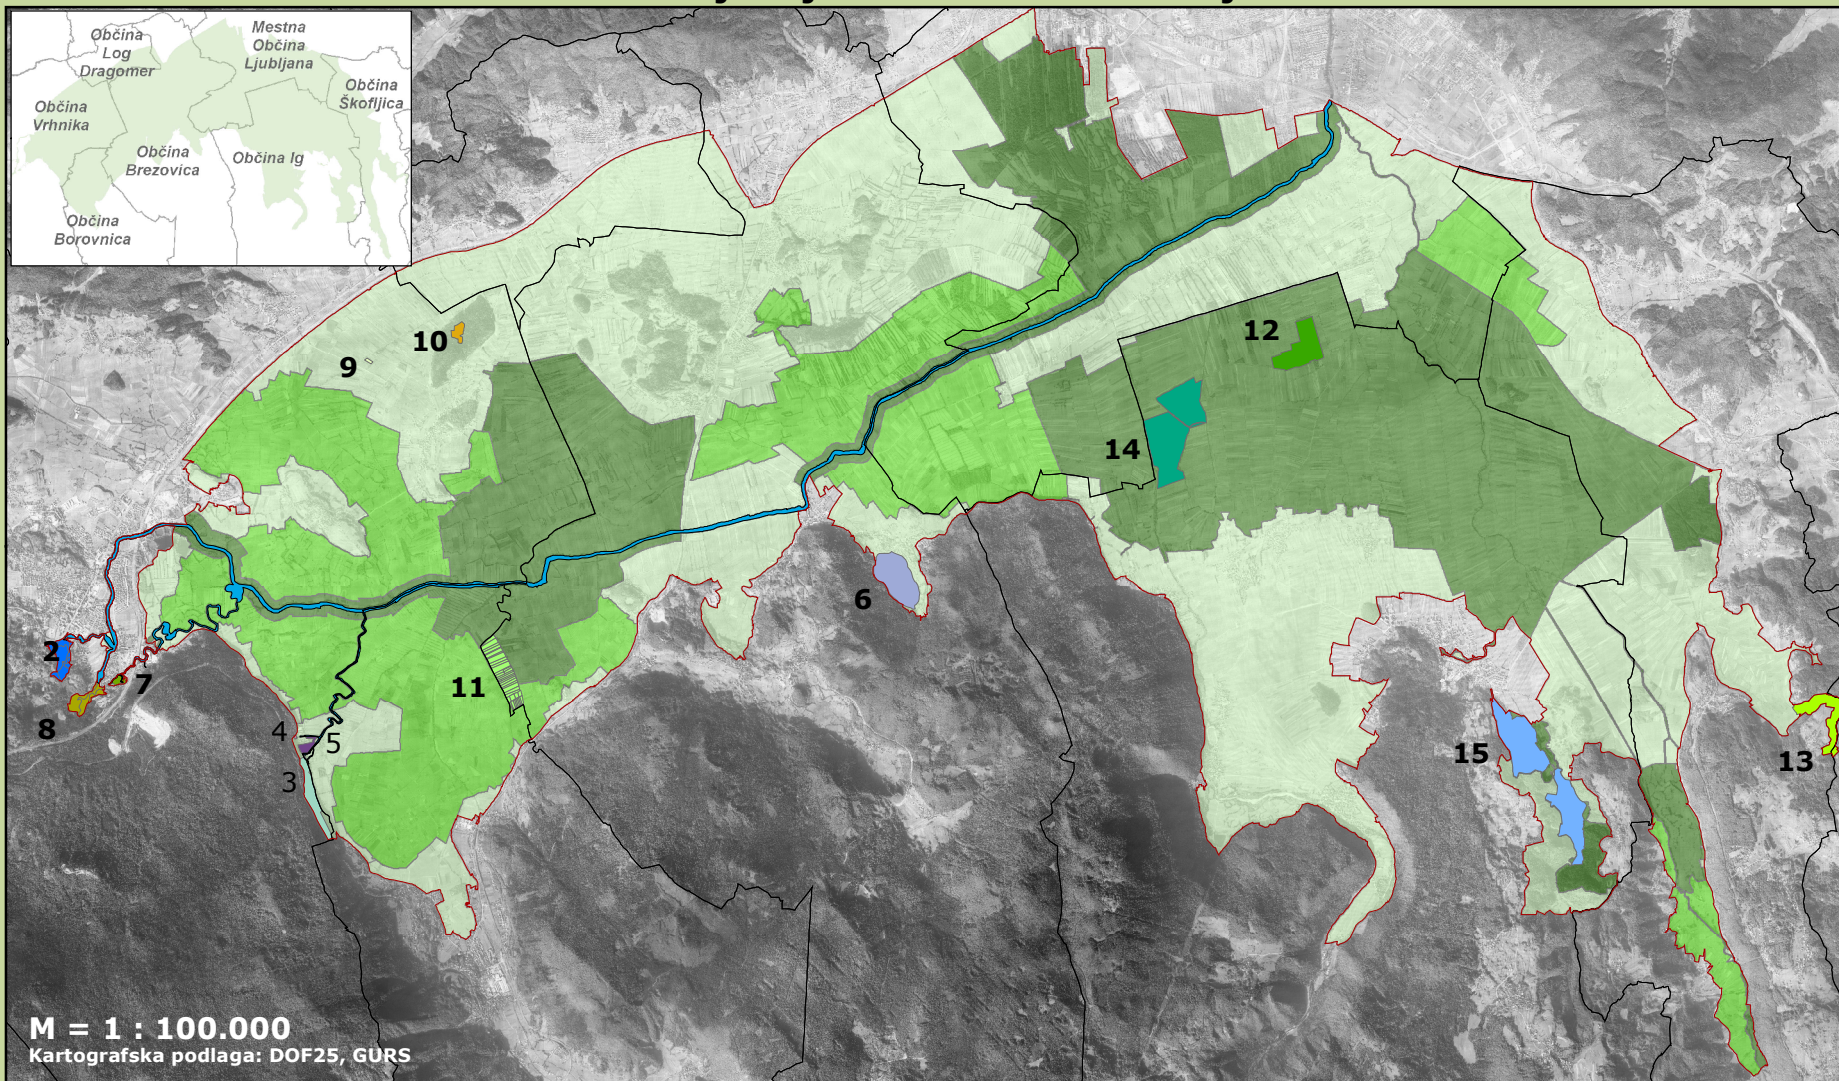 Občina
Log
Dragomer
Mestna
Občina
Ljubljana
Občina
Škofljica
Občina
Vrhnika
Občina
Brezovica
Občina Ig
Občina
Borovnica
10
9
12
14
6
2
7
8
11
4
5
3
15
13
M = 1 : 100.000
Kartografska podlaga: DOF25, GURS